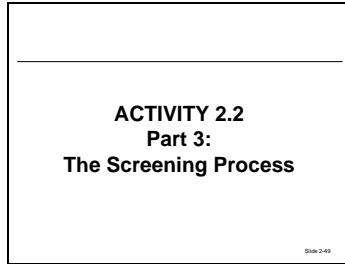 ACTIVITY 2.2
Part 3:
The Screening Process
Slide 2-49